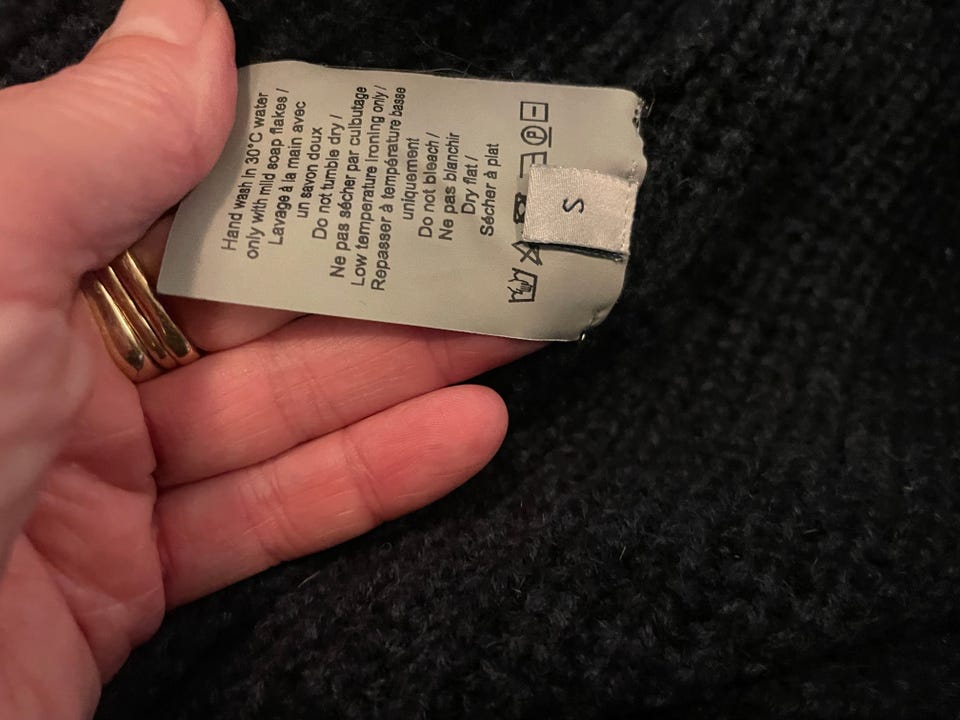 Hand wash in 30°C water
only with mild soap flakes /
Lavage à la main avec
un savon doux
Do not tumble dry /
Ne pas sécher par culbutage
Low temperature Ironing only /
Repasser à température basse
uniquement
Do not bleach /
Ne pas blanchir
Dry flat /
Sécher à plat
P
S